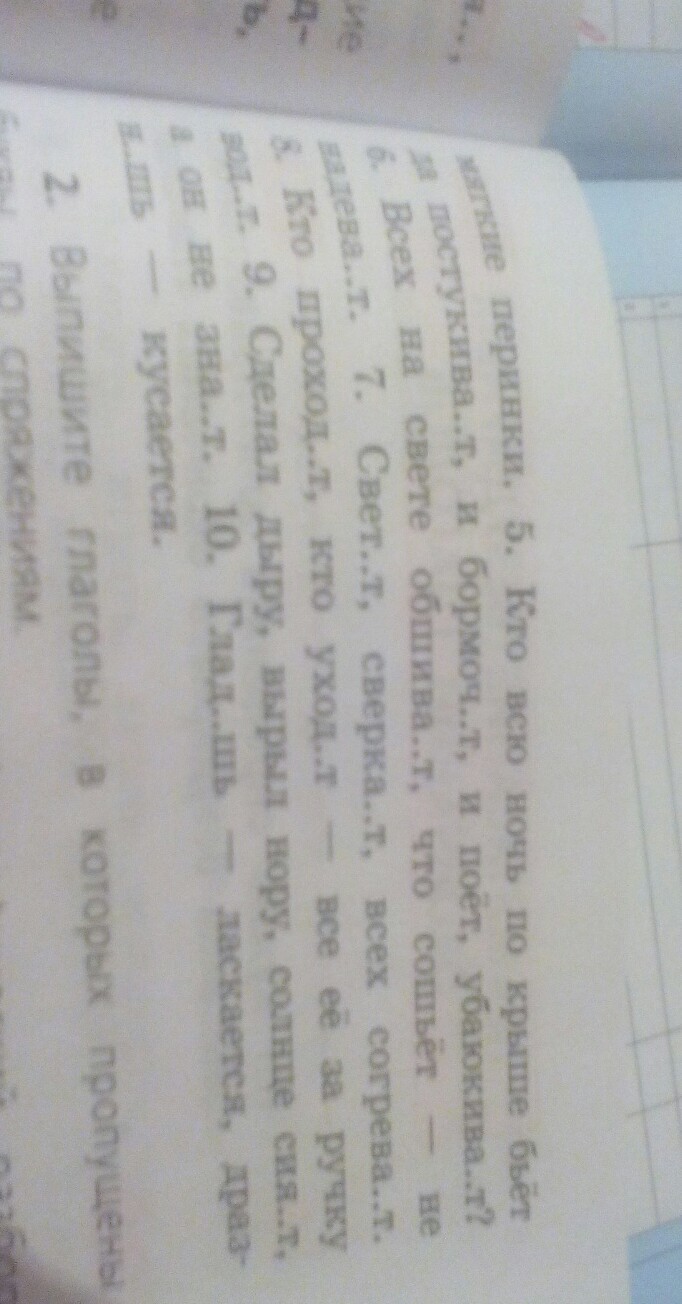 мягкие перинки. 5. Кто всю ночь по крыше бьёт
да постукива..т, и бормоч..т, и поёт, убаюкива..т?
6. Всех на свете обшива..т, что сошьёт — не
надева..т. 7. Свет..т, сверка..т, всех согрева..т.
8. Кто проход..т, кто уход..т — все её за ручку
вод..т. 9. Сделал дыру, вырыл нору, солнце сия..т,
а он не зна..т. 10. Глад..шь — ласкается, драз-
н..шь — кусается.
2. Выпишите глаголы, в которых пропущены
буквы, по спряжениям.